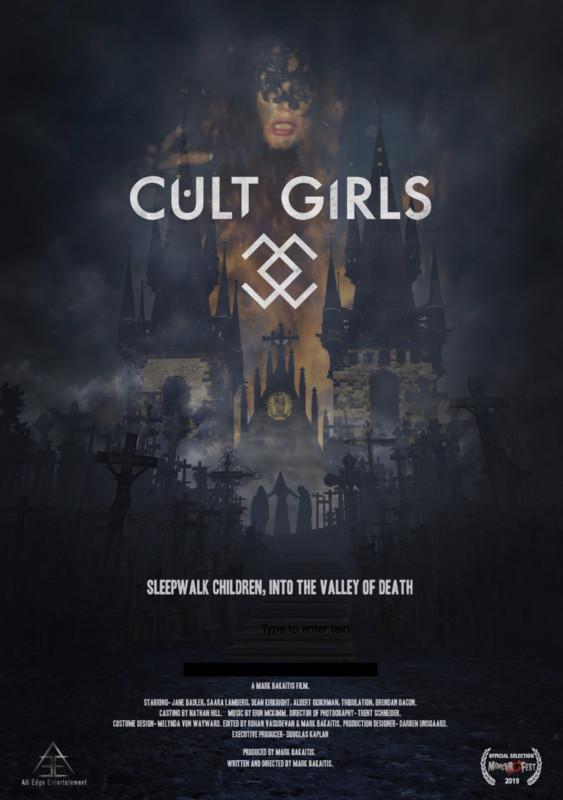 CULT GIRLS
SLEEPWALK CHILDREN, INTO THE VALLEY OF DEATH
Type to enter text
A MARK BAKAITIS FILM.
STARRING- JANE BADLER, SAARA LAMBERG, DEAN KIRKRIGHT, ALBERT GOIKHMAN, TRIBULATION, BRENDAN BACON.
CASTING BY NATHAN HILL. MUSIC BY ERIN MCKIMM. DIRECTOR OF PHOTOGRAPHY- TRENT SCHNEIDER.
COSTUME DESIGN- MELYNDA VON WAYWARD. EDITED BY ROHAN VASUDEVAN & MARK BAKAITIS. PRODUCTION DESIGNER- DARREN UNSGAARD.
EXECUTIVE PRODUCER- DOUGLAS KAPLAN
PRODUCED BY MARK BAKAITIS.
WRITTEN AND DIRECTED BY MARK BAKAITIS.
All Edge Entertainment
OFFICIAL SELECTION
MONSTER FEST
2019